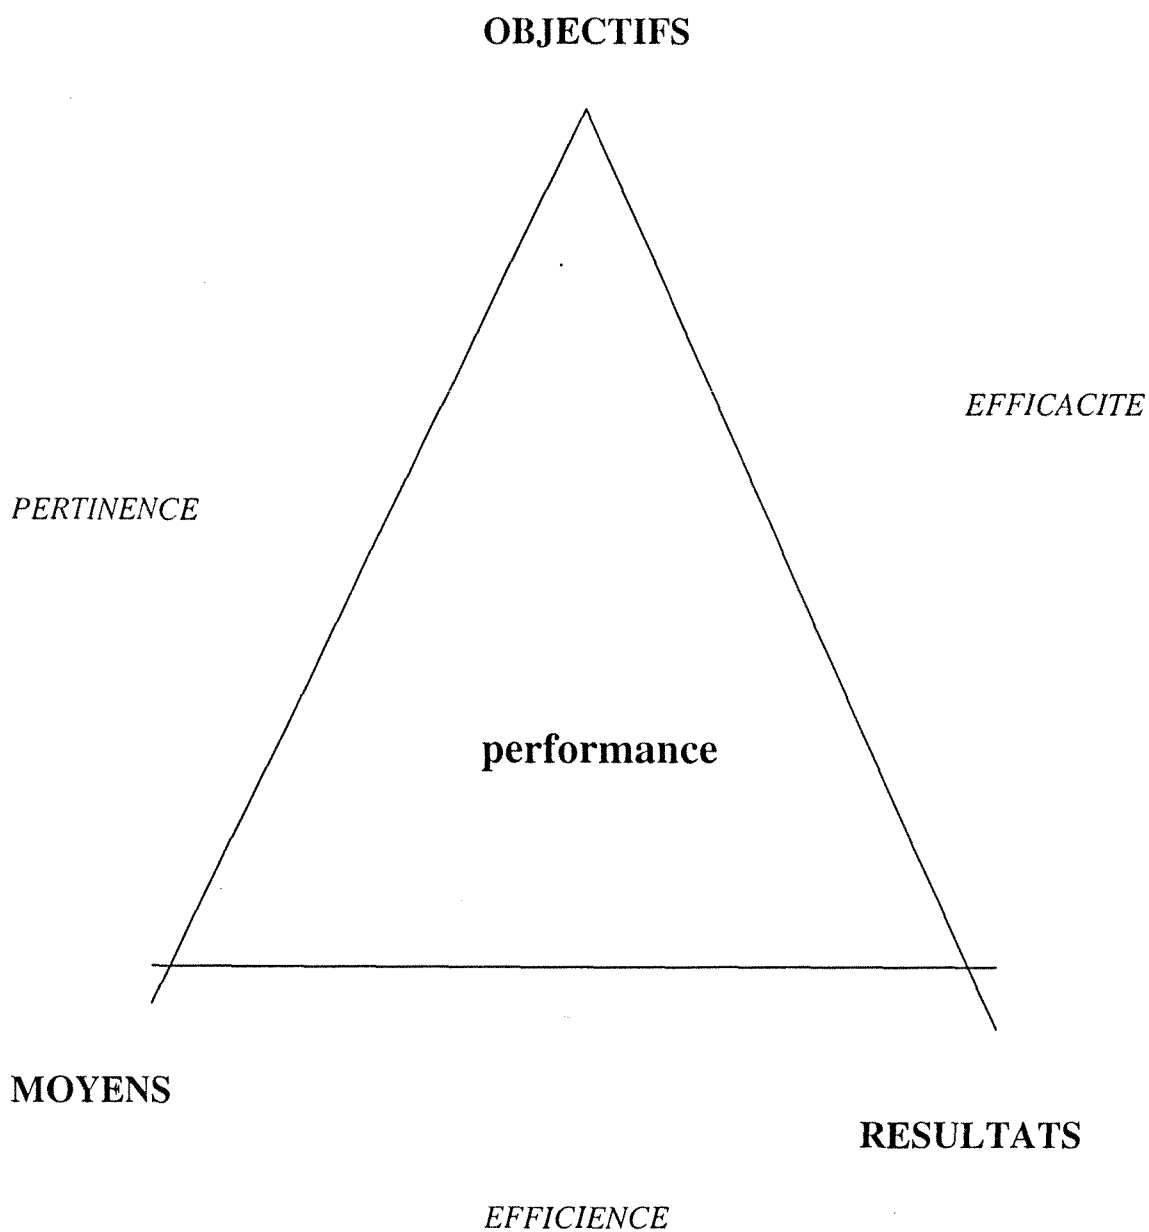 OBJECTIFS
EFFICACITE
PERTINENCE
performance
MOYENS
RESULTATS
EFFICIENCE